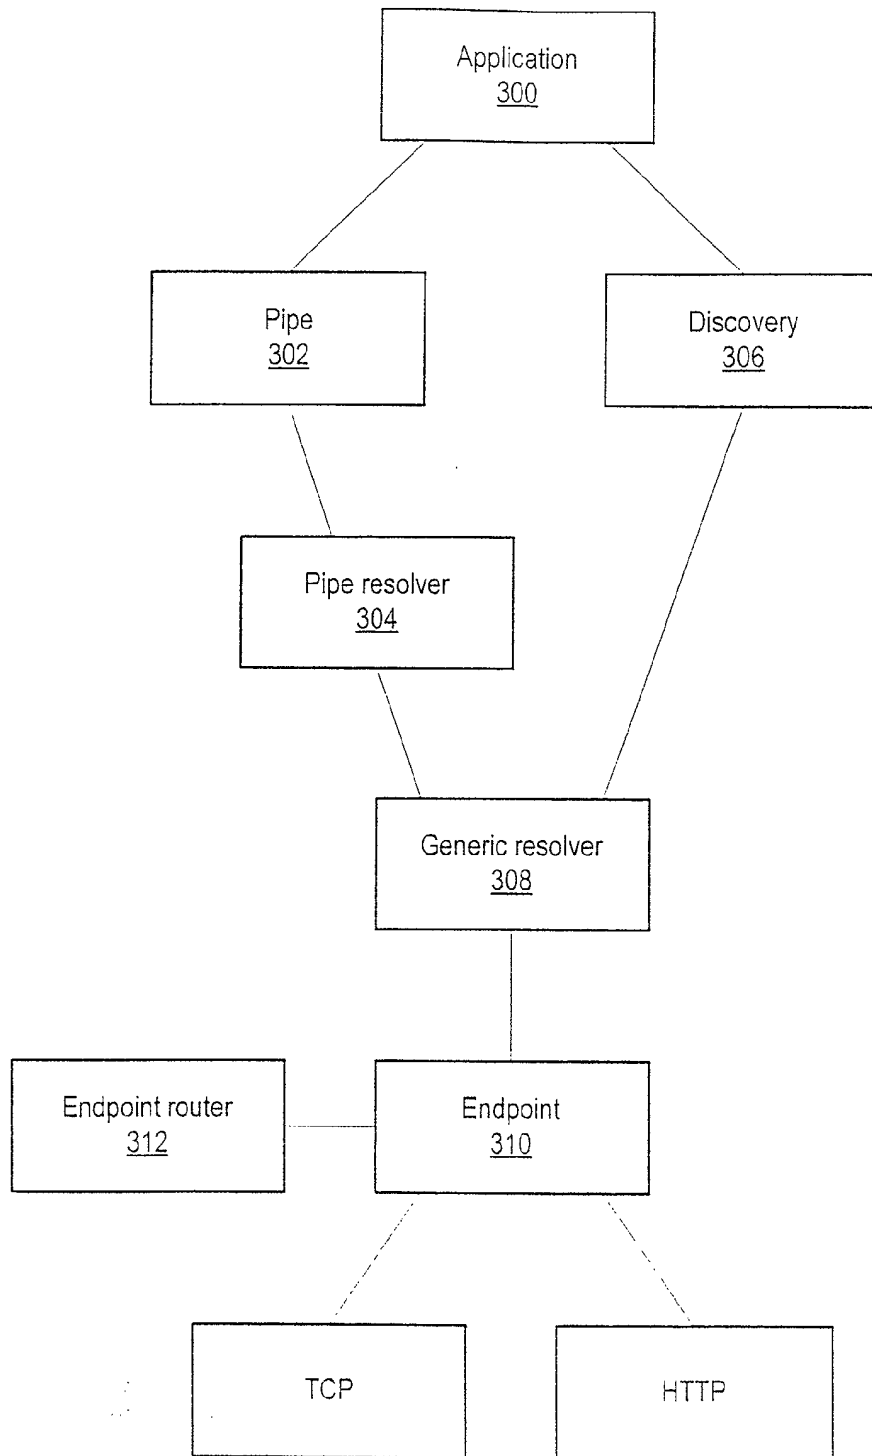 Application
300
Pipe
302
Discovery
306
Pipe resolver
304
Generic resolver
308
Endpoint router
312
Endpoint
310
TCP
HTTP